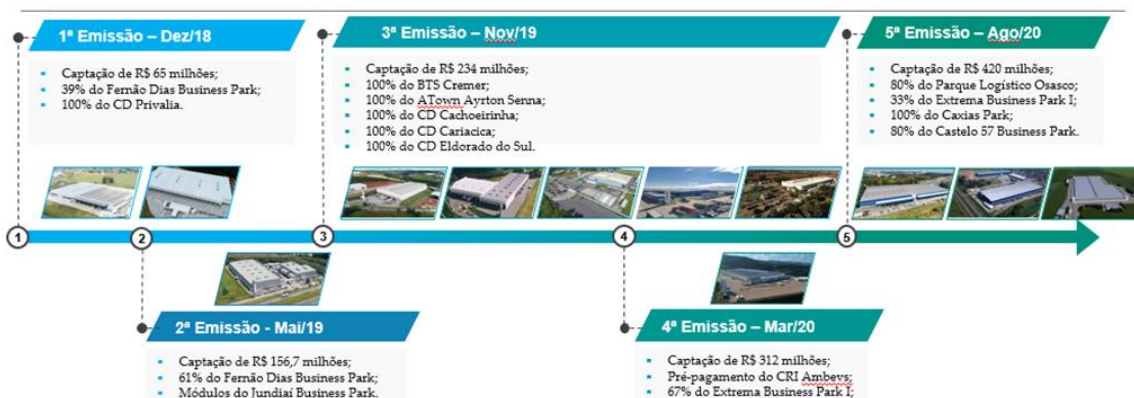 1ª Emissão – Dez/18
Captação de R$ 65 milhões;
39% do Fernão Dias Business Park;
100% do CD Privalia.
3ª Emissão – Nov/19
Captação de R$ 234 milhões;
100% do BTS Cremer;
100% do ATown Ayrton Senna;
100% do CD Cachoeirinha;
100% do CD Cariacica;
100% do CD Eldorado do Sul.
5ª Emissão – Ago/20
Captação de R$ 420 milhões;
80% do Parque Logístico Osasco;
33% do Extrema Business Park I;
100% do Caxias Park;
80% do Castelo 57 Business Park.
1
2
3
4
5
2ª Emissão - Mai/19
Captação de R$ 156,7 milhões;
61% do Fernão Dias Business Park;
Módulos do Jundiaí Business Park.
4ª Emissão – Mar/20
Captação de R$ 312 milhões;
Pré-pagamento do CRI Ambevs;
67% do Extrema Business Park I;